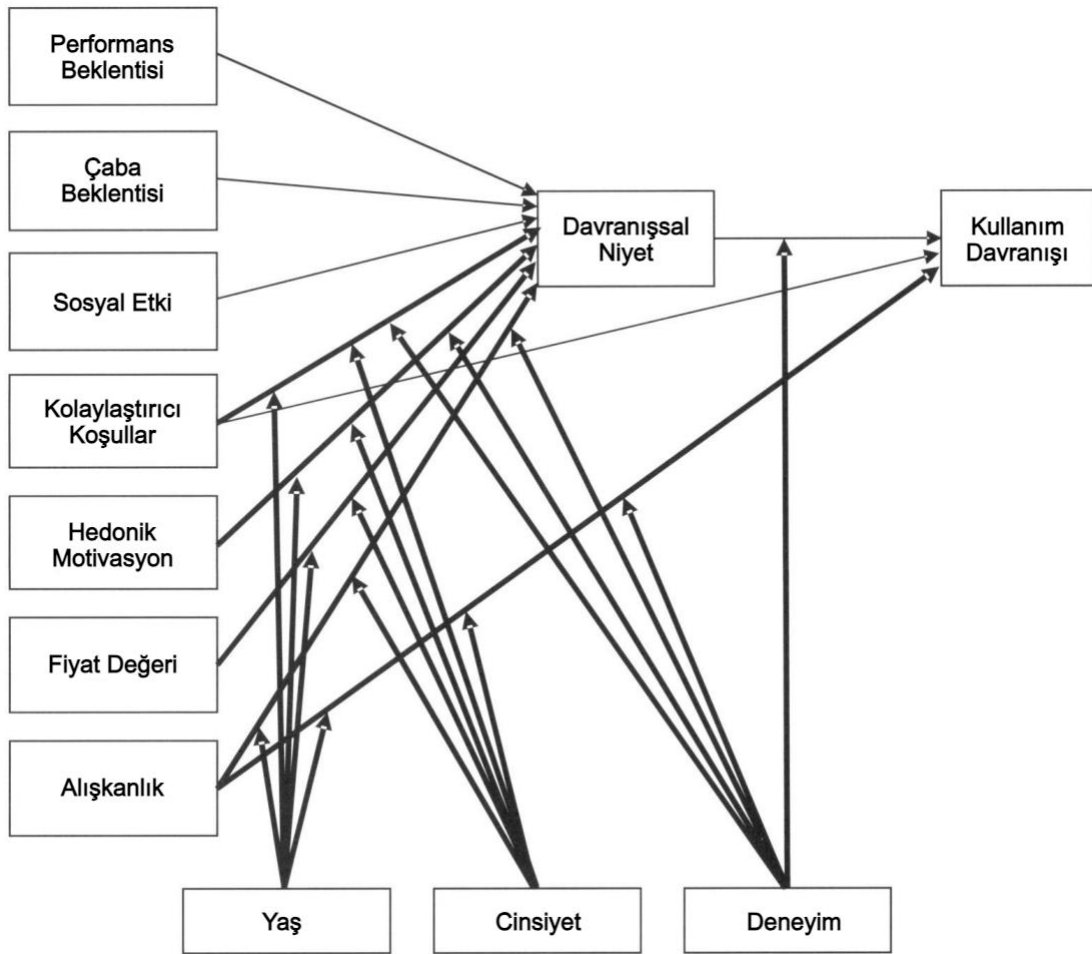 Performans
Beklentisi
Çaba
Beklentisi
Sosyal Etki
Kolaylaştırıcı
Koşullar
Hedonik
Motivasyon
Fiyat Değeri
Alışkanlık
Davranışsal
Niyet
Kullanım
Davranışı
Yaş
Cinsiyet
Deneyim